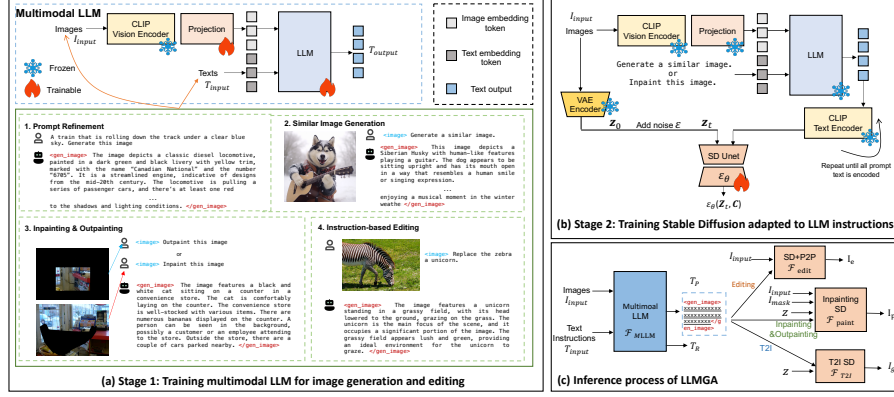 Multimodal LLM
Images
I_input
CLIP
Vision Encoder
Projection
LLM
T_output
Frozen
Trainable
Texts
T_input
Image embedding
token
Text embedding
token
Text output
1. Prompt Refinement
A train that is rolling down the track under a clear blue
sky. Generate this image
<gen_image> The image depicts a classic diesel locomotive,
painted in a dark green and black livery with yellow trim,
marked with the name "Canadian National" and the number
"6705". It is a streamlined engine, indicative of designs
from the mid-20th century. The locomotive is pulling a
series of passenger cars, and there's at least one red
...
to the shadows and lighting conditions. </gen_image>
2. Similar Image Generation
<image> Generate a similar image.
<gen_image> This image depicts a
Siberian Husky with human-like features
playing a guitar. The dog appears to be
sitting upright and has its mouth open
in a way that resembles a human smile
or singing expression.
...
enjoying a musical moment in the winter
weathe </gen_image>
3. Inpainting & Outpainting
<image> Outpaint this image
or
<image> Inpaint this image
<gen_image> The image features a black and
white cat sitting on a counter in a
convenience store. The cat is comfortably
laying on the counter. The convenience store
is well-stocked with various items. There are
numerous bananas displayed on the counter. A
person can be seen in the background,
possibly a customer or an employee attending
to the store. Outside the store, there are a
couple of cars parked nearby. </gen_image>
4. Instruction-based Editing
<image> Replace the zebra
a unicorn.
<gen_image> The image features a unicorn
standing in a grassy field, with its head
lowered to the ground, grazing on the grass. The
unicorn is the main focus of the scene, and it
occupies a significant portion of the image. The
grassy field appears lush and green, providing
an ideal environment for the unicorn to
graze. </gen_image>
(a) Stage 1: Training multimodal LLM for image generation and editing
I_input
Images
CLIP
Vision Encoder
Projection
LLM
Generate a similar image.
or
Inpaint this image.
VAE
Encoder
Z_0
Add noise ε
Z_t
CLIP
Text Encoder
SD Unet
ε_θ
Repeat until all prompt
text is encoded
ε_θ(Z_t, C)
(b) Stage 2: Training Stable Diffusion adapted to LLM instructions
Images
I_input
Text
Instructions
T_input
Multimoal
LLM
F_MLLM
T_P
<gen_image>
xxxxxxxxxxx
xxxxxxxxxxx
xxxxxxxx</g
en_image>
T_R
Editing
Inpainting
&Outpainting
T2I
I_input
SD+P2P
F_edit
I_e
I_input
I_mask
Z
Inpainting
SD
F_paint
I_p
Z
T2I SD
F_T2I
I_g
(c) Inference process of LLMGA